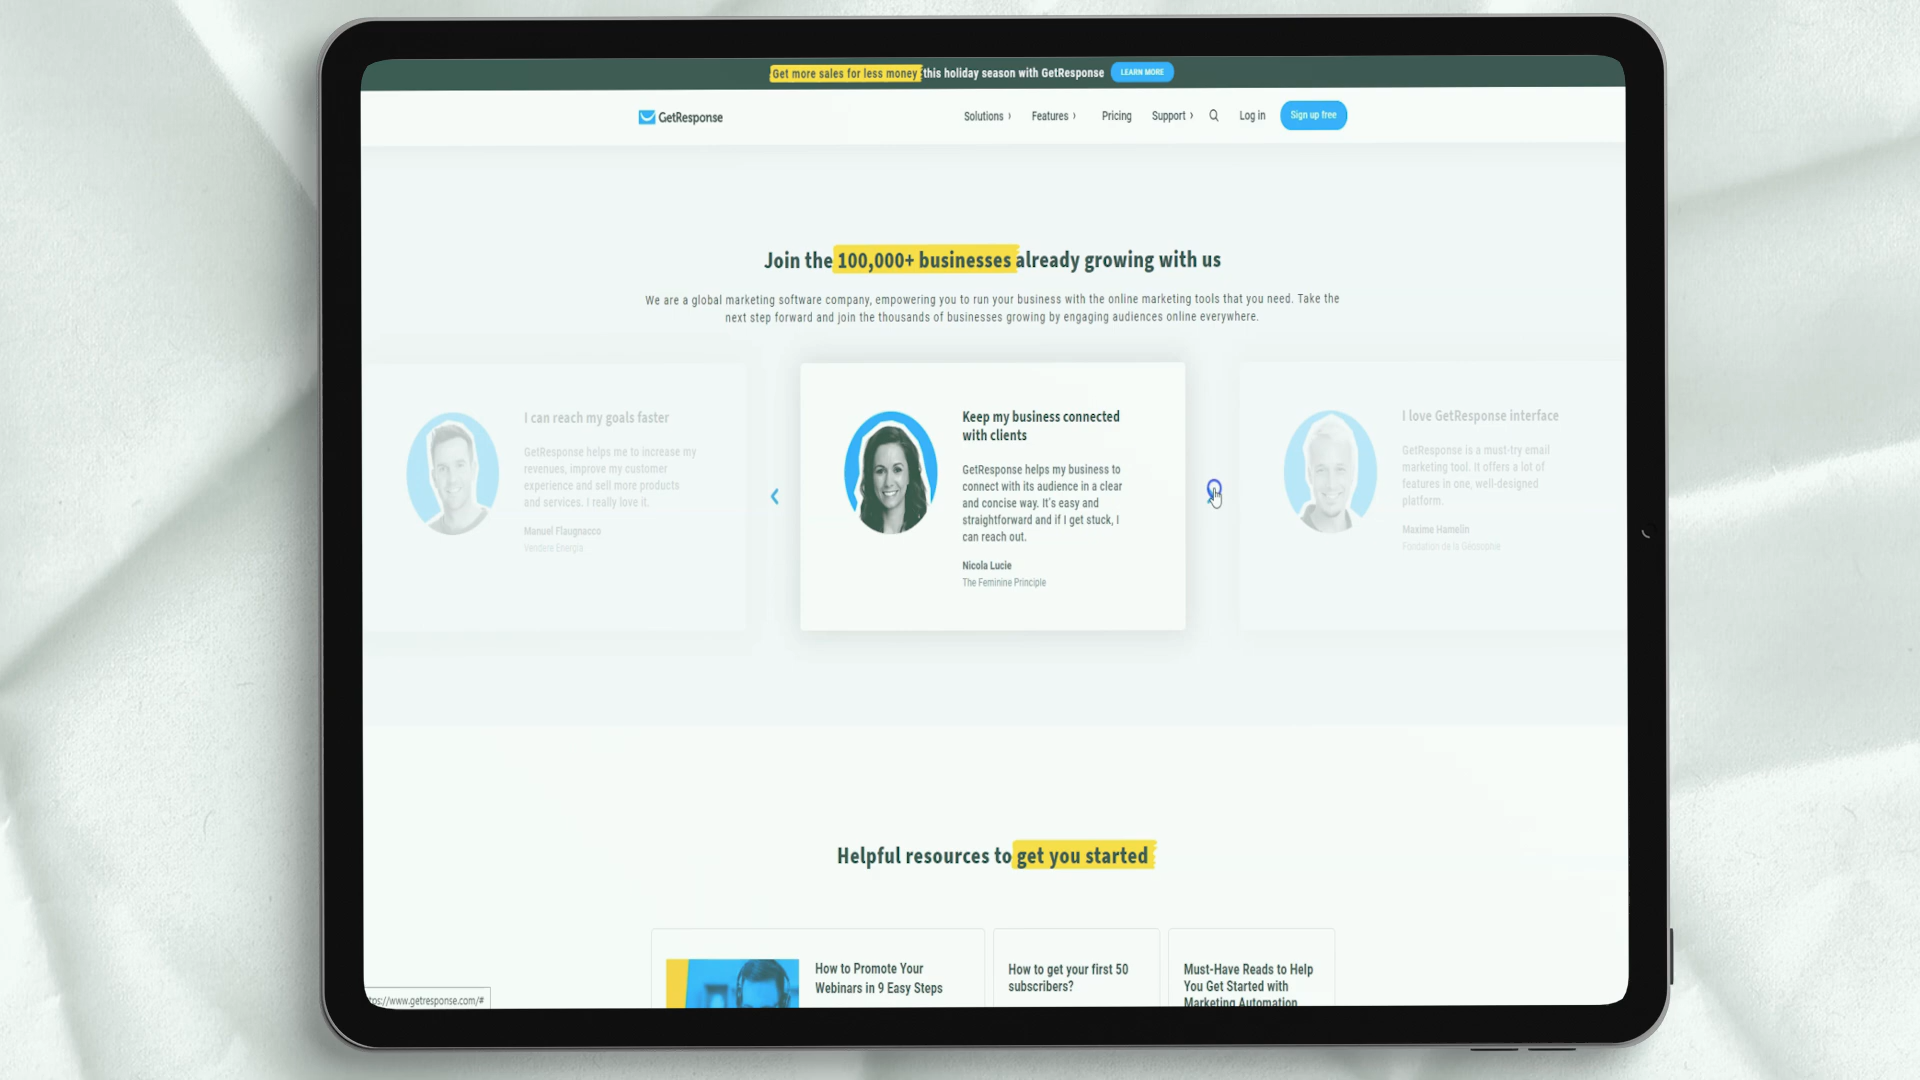 Get more sales for less money this holiday season with GetResponse LEARN MORE
GetResponse Solutions Features Pricing Support Log in Sign up free
Join the 100,000+ businesses already growing with us
We are a global marketing software company, empowering you to run your business with the online marketing tools that you need. Take the
next step forward and join the thousands of businesses growing by engaging audiences online everywhere.
I can reach my goals faster
GetResponse helps me to increase my
revenues, improve my customer
experience and sell more products
and services. I really love it.
Manuel Flaugnacco
Vendere Energia
Keep my business connected
with clients
GetResponse helps my business to
connect with its audience in a clear
and concise way. It's easy and
straightforward and if I get stuck, I
can reach out.
Nicola Lucie
The Feminine Principle
I love GetResponse interface
GetResponse is a must-try email
marketing tool. It offers a lot of
features in one, well-designed
platform.
Maxime Hamelin
Fondation de la Géosophie
Helpful resources to get you started
How to Promote Your
Webinars in 9 Easy Steps
How to get your first 50
subscribers?
Must-Have Reads to Help
You Get Started with
Marketing Automation
tps://www.getresponse.com/#